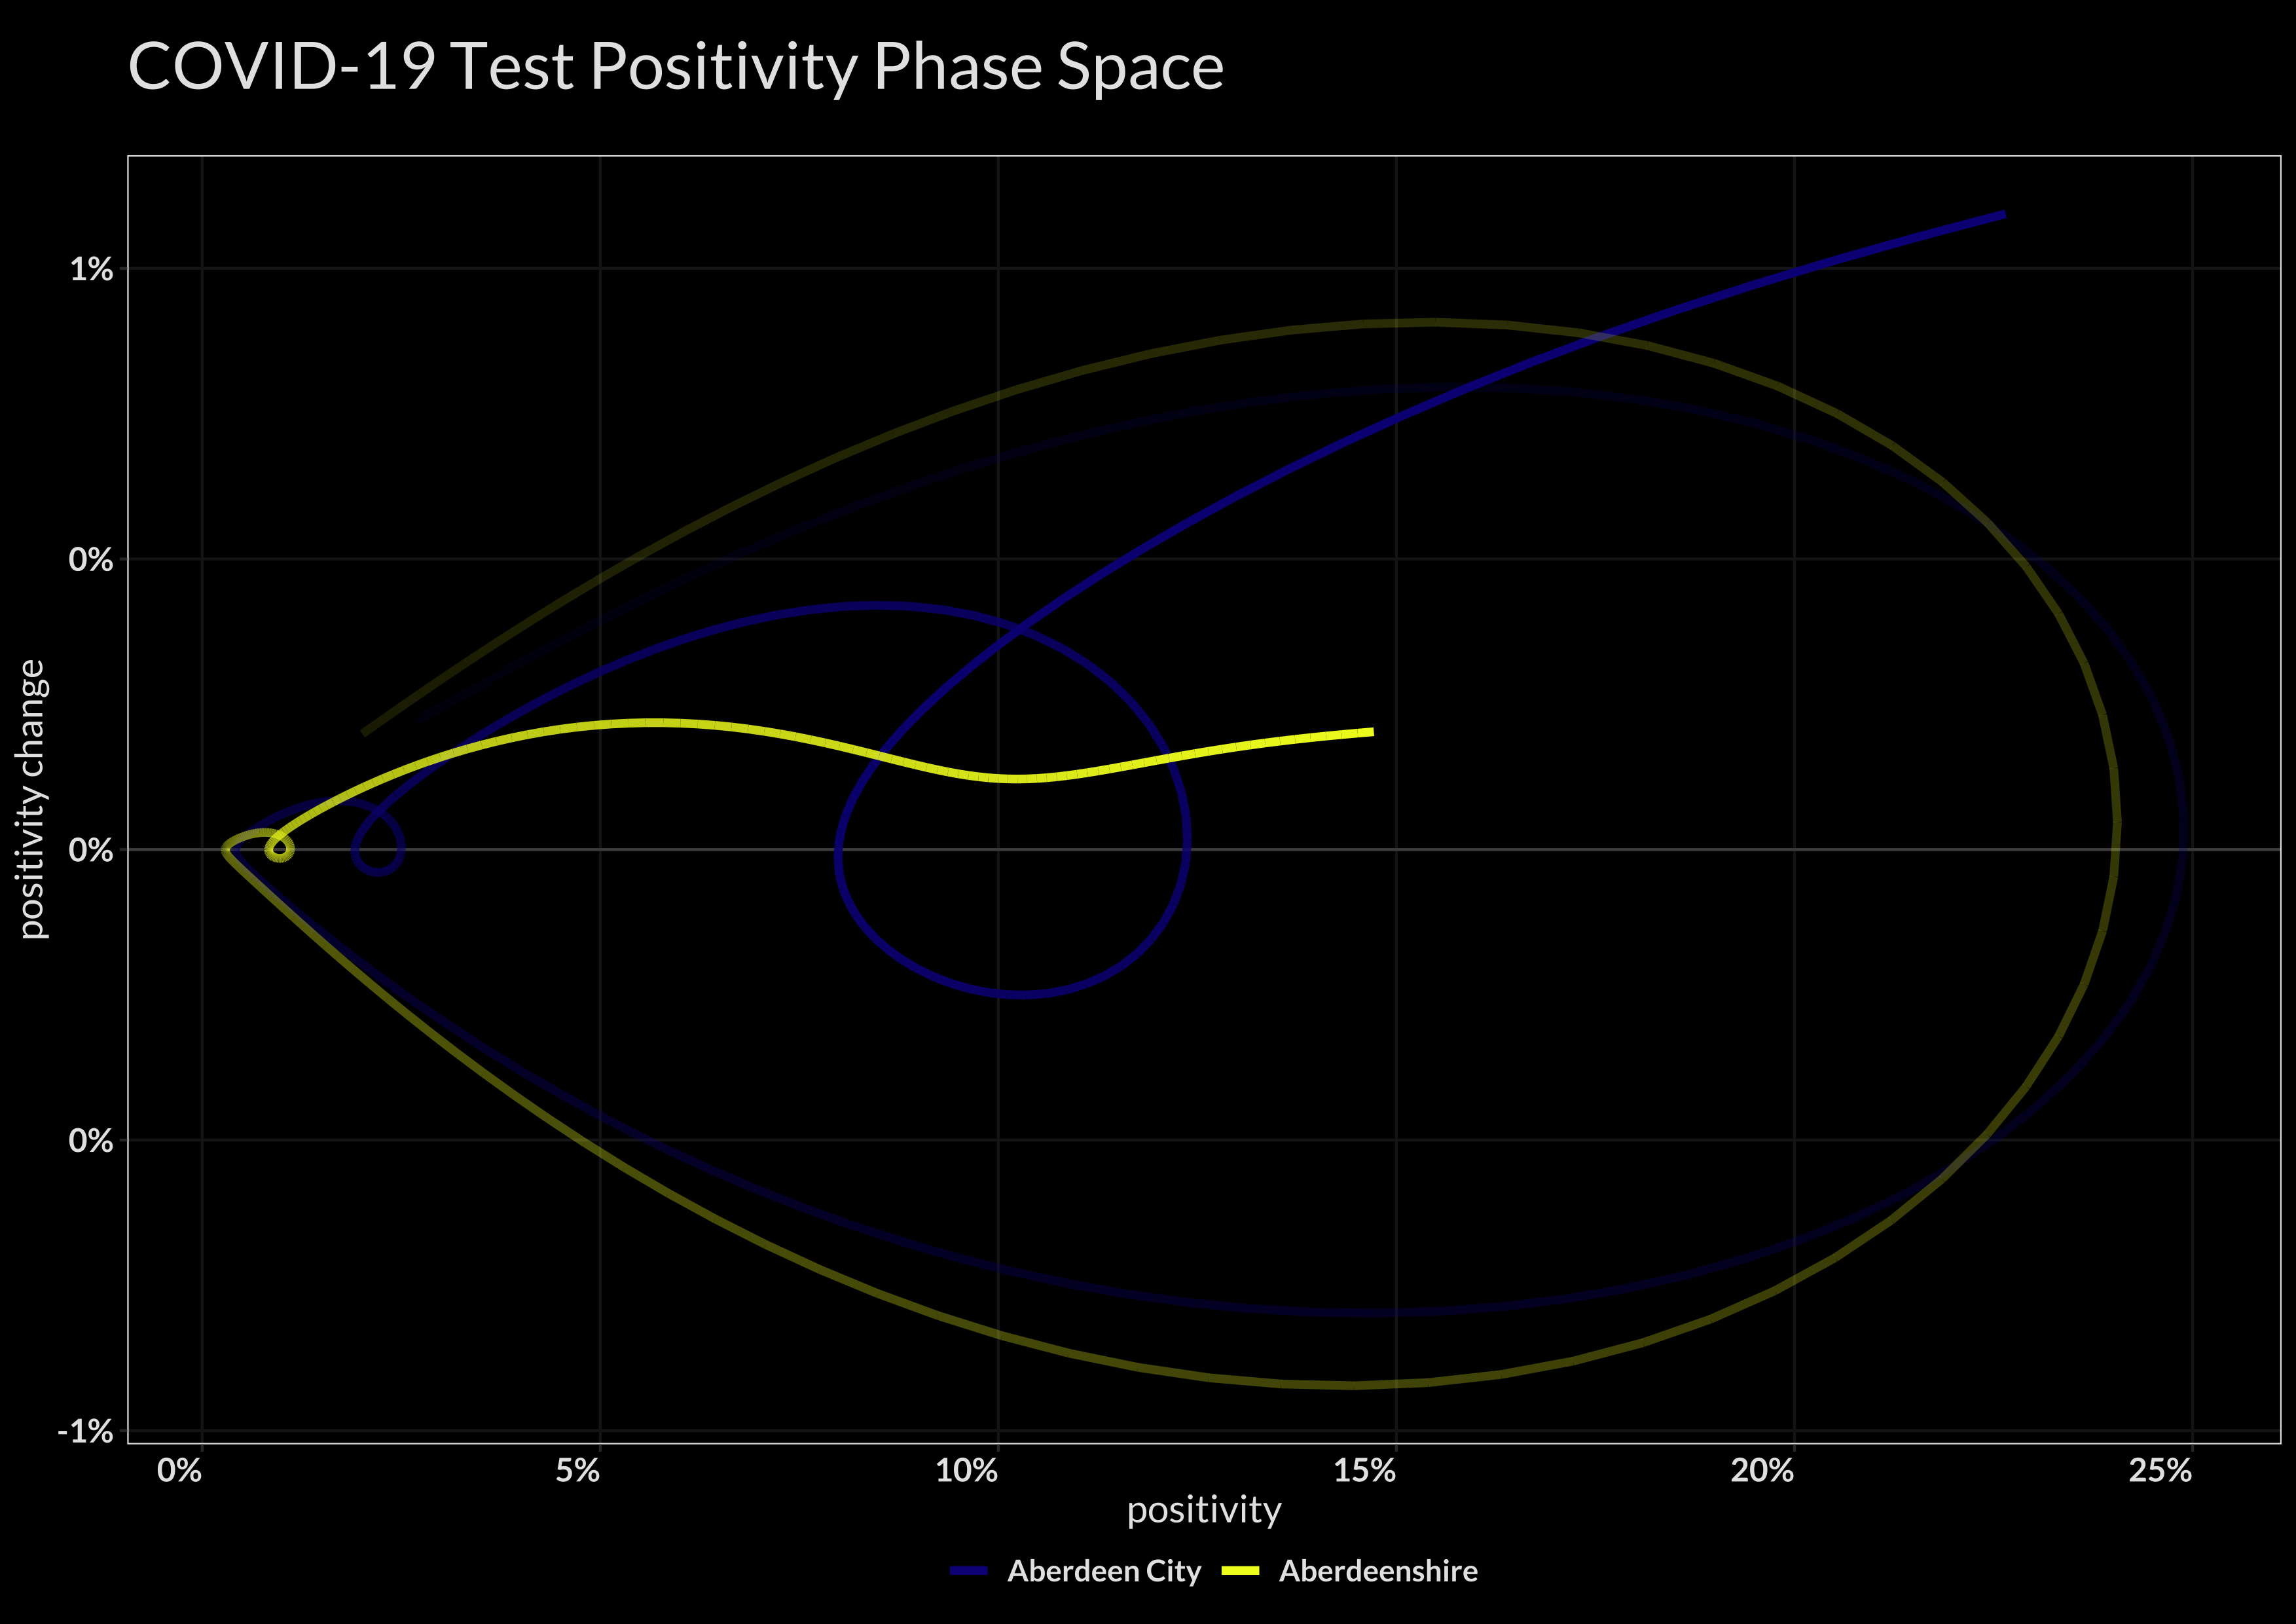 COVID-19 Test Positivity Phase Space
positivity change
1%
0%
0%
0%
-1%
0% 5% 10% 15% 20% 25%
positivity
Aberdeen City Aberdeenshire